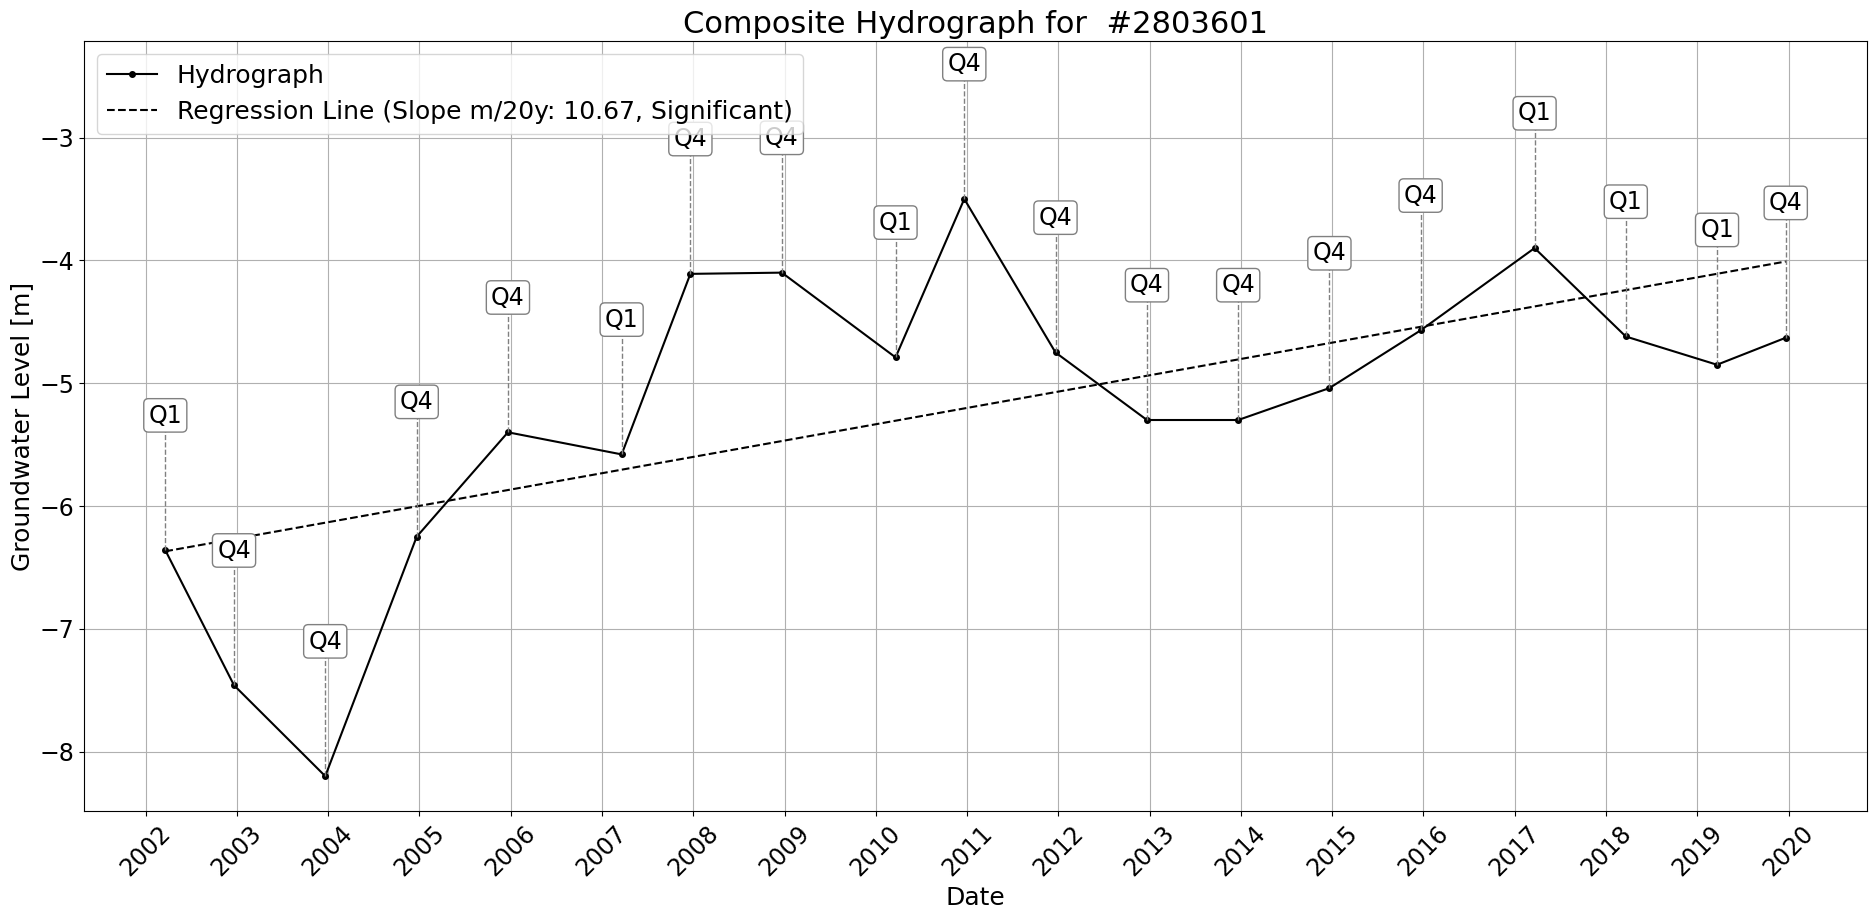 Composite Hydrograph for  #2803601
Hydrograph
Regression Line (Slope m/20y: 10.67, Significant)
Q1
Q4
Q4
Q4
Q4
Q1
Q4
Q4
Q1
Q4
Q4
Q4
Q4
Q4
Q4
Q1
Q1
Q1
Q4
−3
−4
−5
−6
−7
−8
Groundwater Level [m]
2002
2003
2004
2005
2006
2007
2008
2009
2010
2011
2012
2013
2014
2015
2016
2017
2018
2019
2020
Date